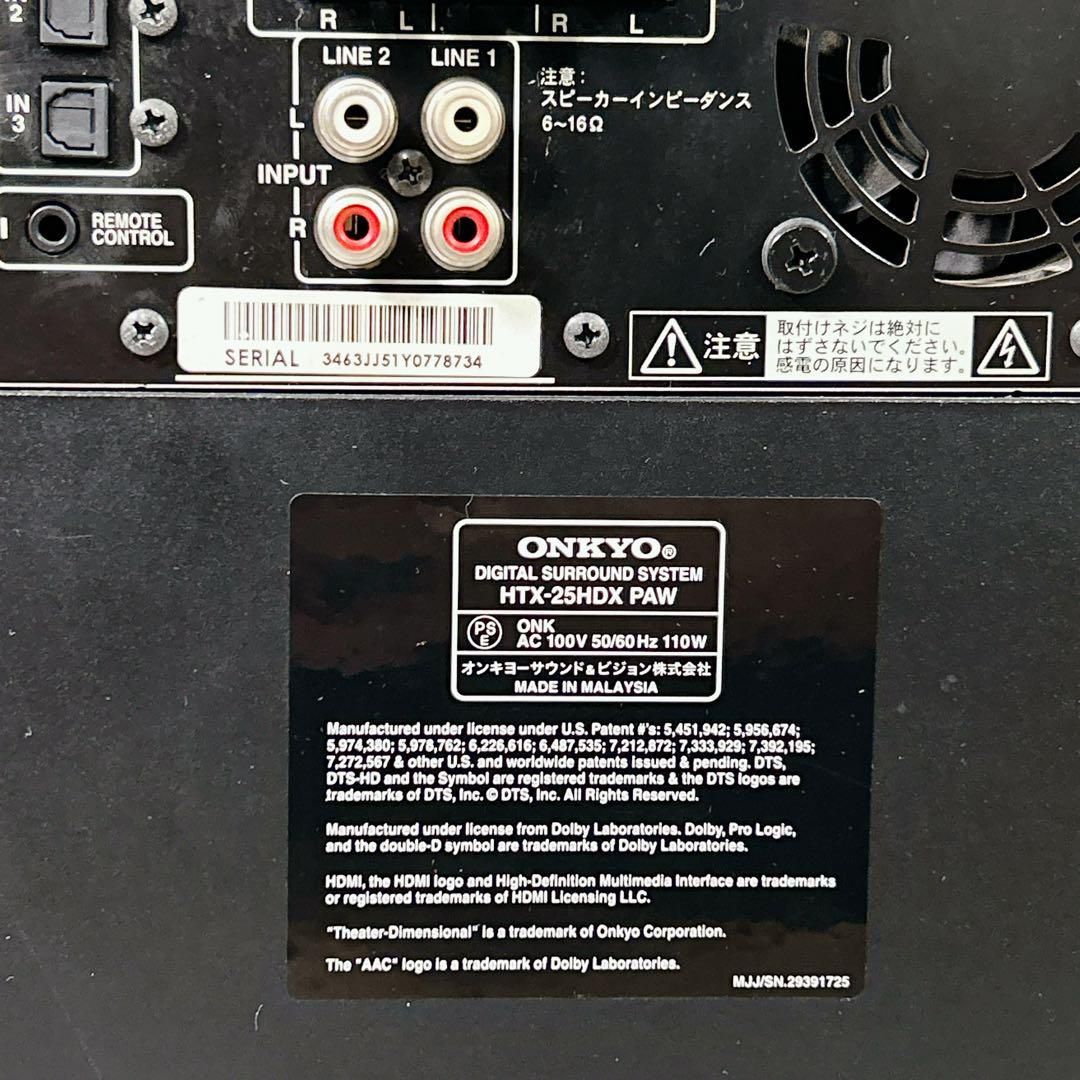 2
IN
3
R L R L
LINE 2 LINE 1
L
INPUT
R
注意:
スピーカーインピーダンス
6~16Ω
REMOTE
CONTROL
SERIAL 3463JJ51Y0778734
注意
取付けネジは絶対に
はずさないでください。
感電の原因になります。
ONKYO®
DIGITAL SURROUND SYSTEM
HTX-25HDX PAW
PSE
ONK
AC 100V 50/60Hz 110W
オンキヨーサウンド&ビジョン株式会社
MADE IN MALAYSIA
Manufactured under license under U.S. Patent #'s: 5,451,942; 5,956,674;
5,974,380; 5,978,762; 6,226,616; 6,487,535; 7,212,872; 7,333,929; 7,392,195;
7,272,567 & other U.S. and worldwide patents issued & pending. DTS,
DTS-HD and the Symbol are registered trademarks & the DTS logos are
trademarks of DTS, Inc. © DTS, Inc. All Rights Reserved.
Manufactured under license from Dolby Laboratories. Dolby, Pro Logic,
and the double-D symbol are trademarks of Dolby Laboratories.
HDMI, the HDMI logo and High-Definition Multimedia Interface are trademarks
or registered trademarks of HDMI Licensing LLC.
"Theater-Dimensional" is a trademark of Onkyo Corporation.
The "AAC" logo is a trademark of Dolby Laboratories.
MJJ/SN.29391725